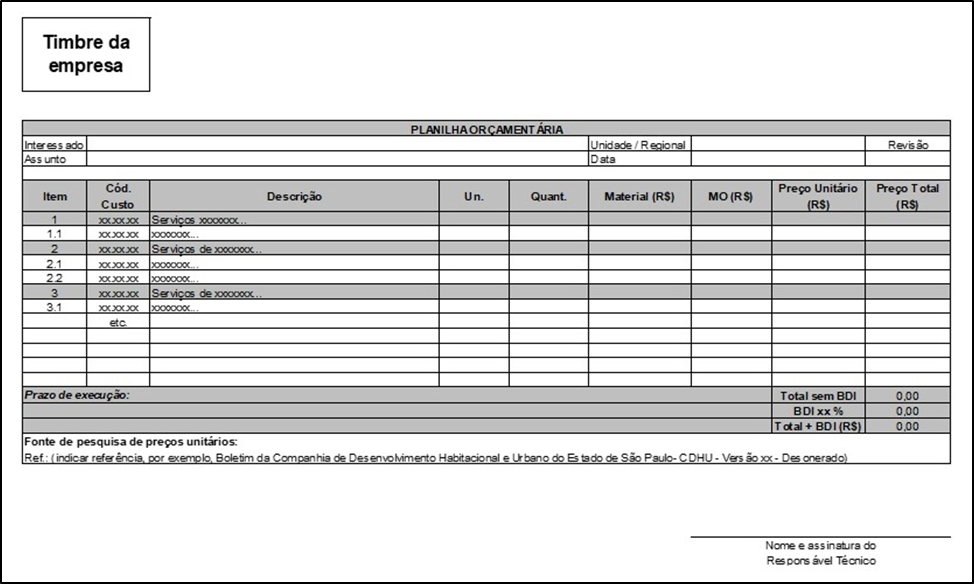 Timbre da
empresa
PLANILHA ORÇAMENTÁRIA
Interessado Unidade / Regional Revisão
Assunto Data
Item Cód. Custo Descrição Un. Quant. Material (R$) MO (R$) Preço Unitário (R$) Preço Total (R$)
1 xx.xx.xx Serviços xxxxxxx...
1.1 xx.xx.xx xxxxxxx...
2 xx.xx.xx Serviços de xxxxxxx...
2.1 xx.xx.xx xxxxxxx...
2.2 xx.xx.xx xxxxxxx...
3 xx.xx.xx Serviços de xxxxxxx...
3.1 xx.xx.xx xxxxxxx...
etc.
Prazo de execução: Total sem BDI 0,00
BDI xx % 0,00
Total + BDI (R$) 0,00
Fonte de pesquisa de preços unitários:
Ref.: (indicar referência, por exemplo, Boletim da Companhia de Desenvolvimento Habitacional e Urbano do Estado de São Paulo- CDHU - Versão xx - Desonerado)
Nome e assinatura do
Responsável Técnico